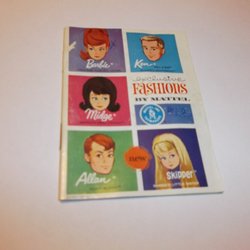 Barbie
Ken
exclusive
FASHIONS
BY MATTEL
Midge
Allan
new
SKIPPER